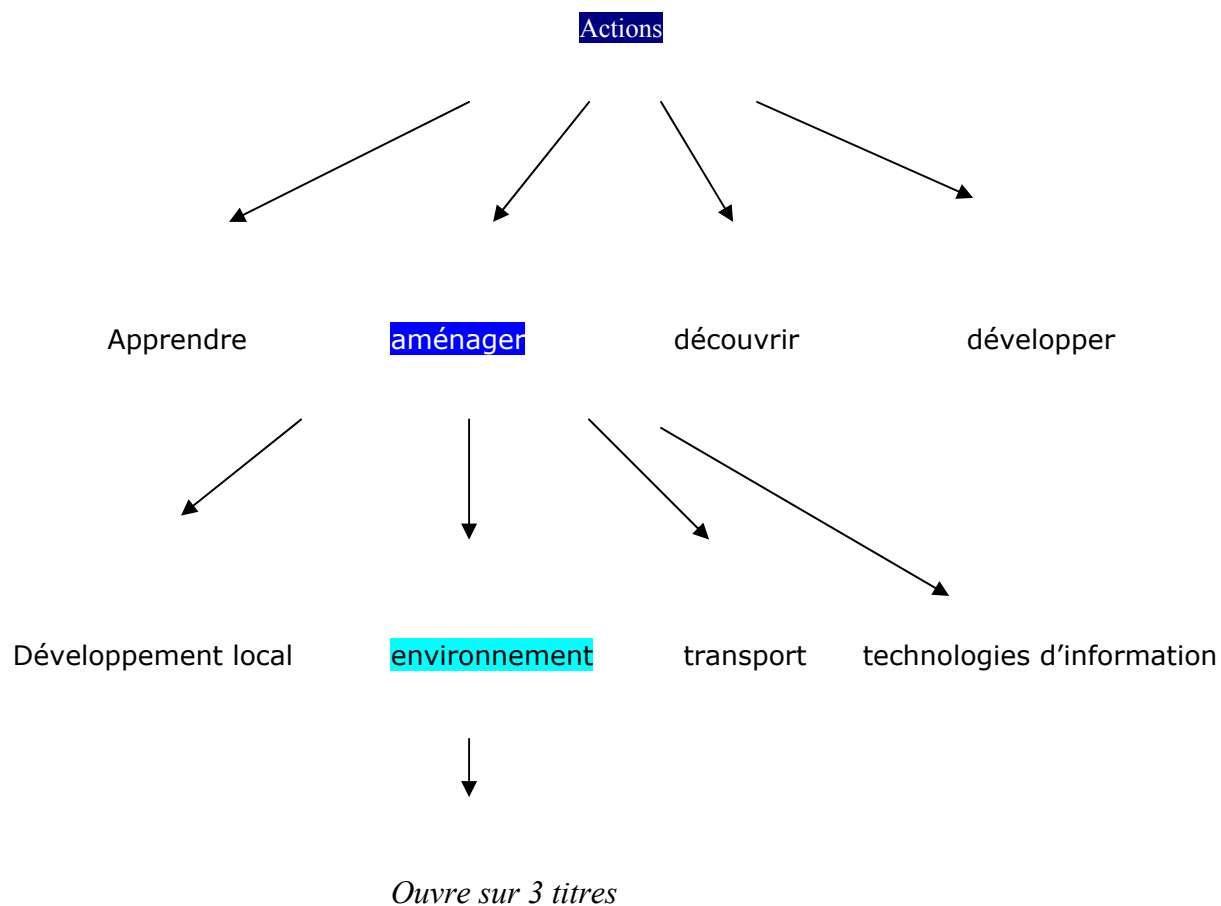 Actions
Apprendre aménager découvrir développer
Développement local environnement transport technologies d’information
Ouvre sur 3 titres